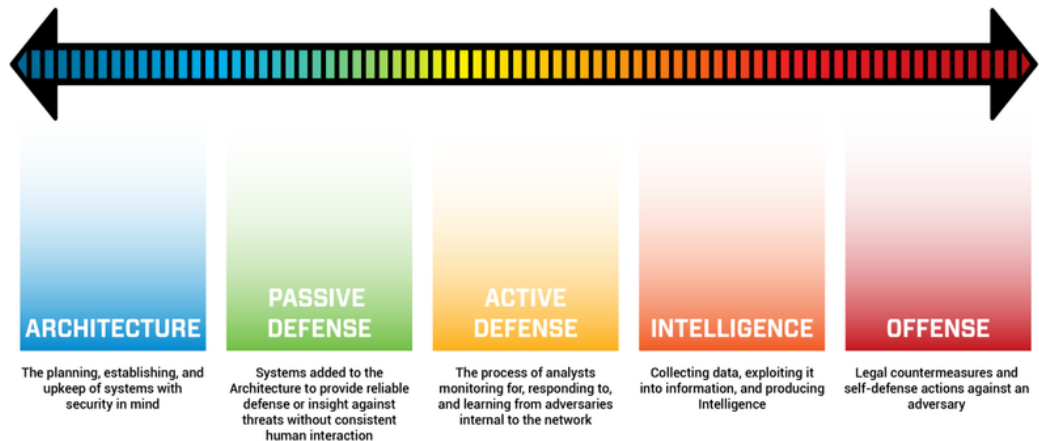 ARCHITECTURE
The planning, establishing, and
upkeep of systems with
security in mind
PASSIVE
DEFENSE
Systems added to the
Architecture to provide reliable
defense or insight against
threats without consistent
human interaction
ACTIVE
DEFENSE
The process of analysts
monitoring for, responding to,
and learning from adversaries
internal to the network
INTELLIGENCE
Collecting data, exploiting it
into information, and producing
Intelligence
OFFENSE
Legal countermeasures and
self-defense actions against an
adversary